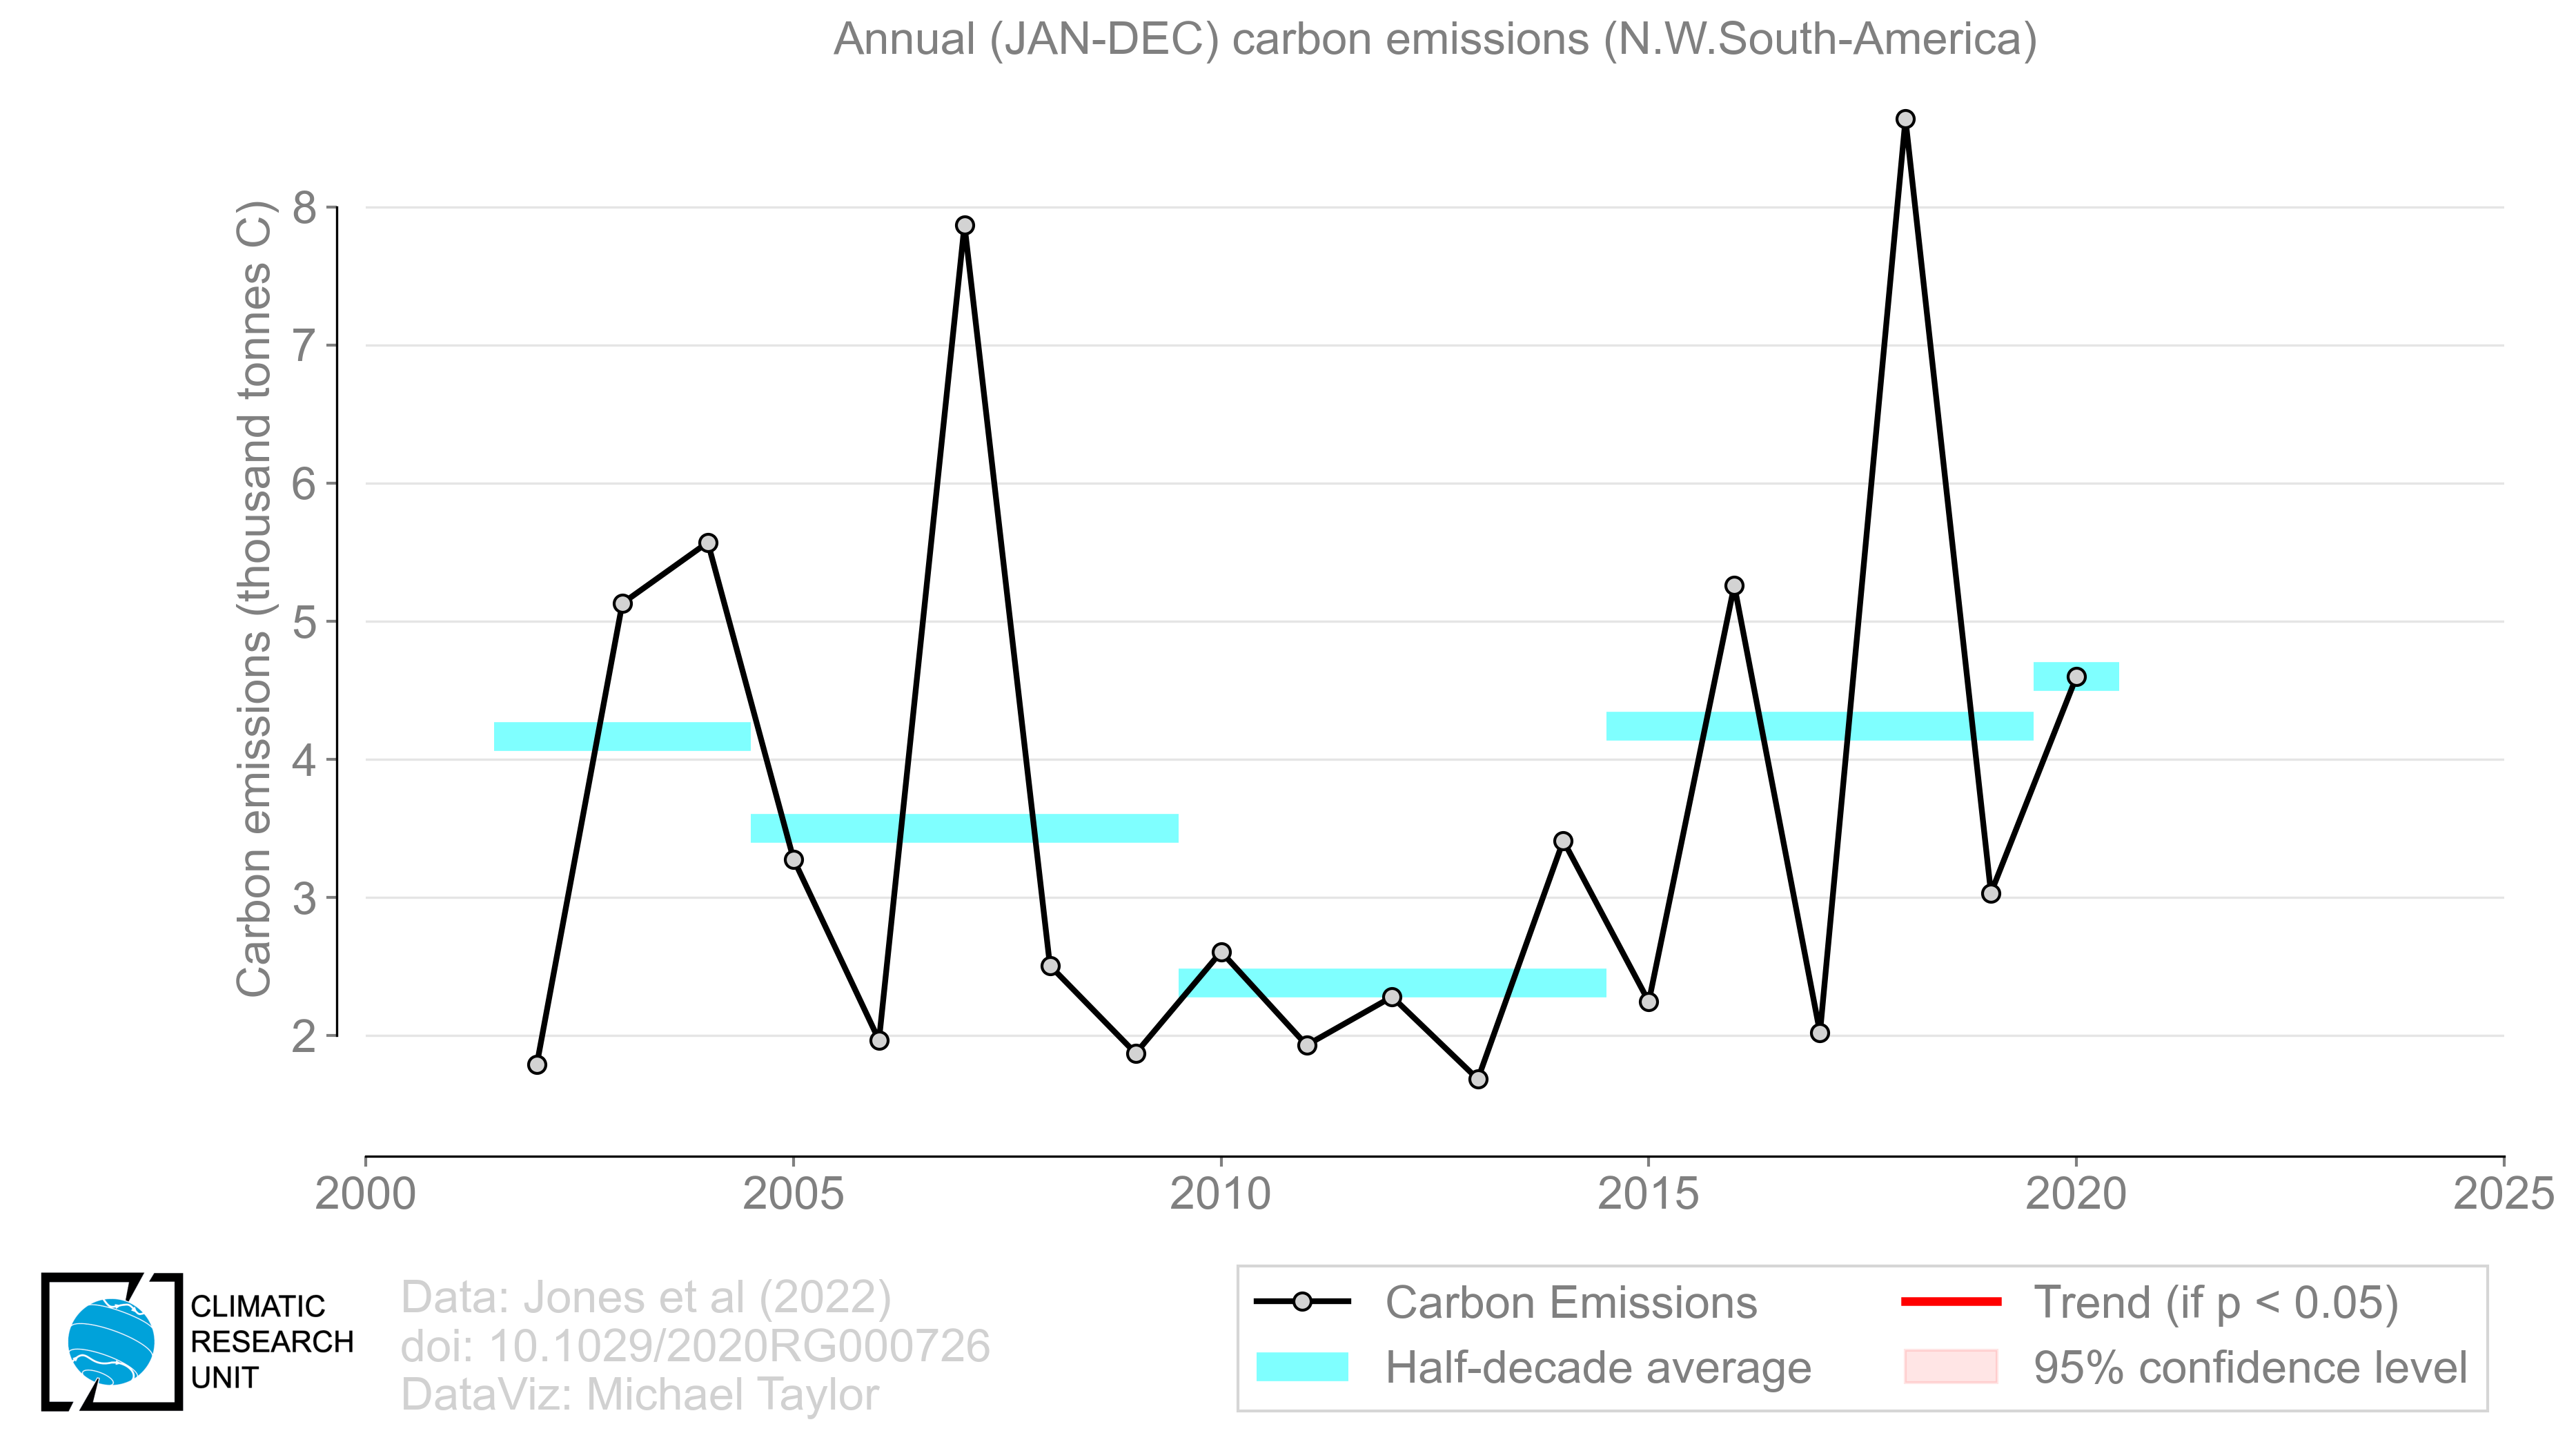 Annual (JAN-DEC) carbon emissions (N.W.South-America)
Carbon emissions (thousand tonnes C)
8
7
6
5
4
3
2
2000 2005 2010 2015 2020 2025
CLIMATIC
RESEARCH
UNIT
Data: Jones et al (2022)
doi: 10.1029/2020RG000726
DataViz: Michael Taylor
Carbon Emissions
Half-decade average
Trend (if p < 0.05)
95% confidence level